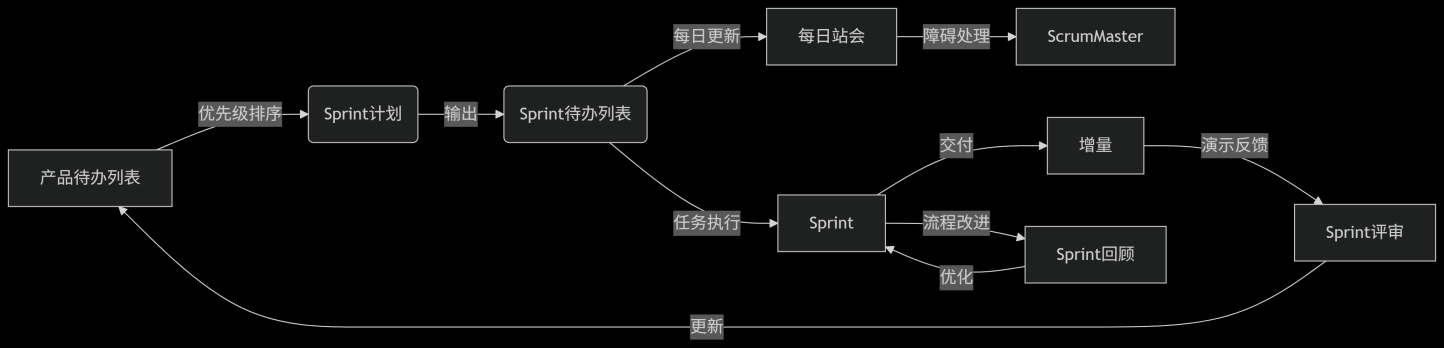 产品待办列表
优先级排序
Sprint计划
输出
Sprint待办列表
每日更新
每日站会
障碍处理
ScrumMaster
任务执行
Sprint
交付
增量
演示反馈
Sprint评审
流程改进
Sprint回顾
优化
更新